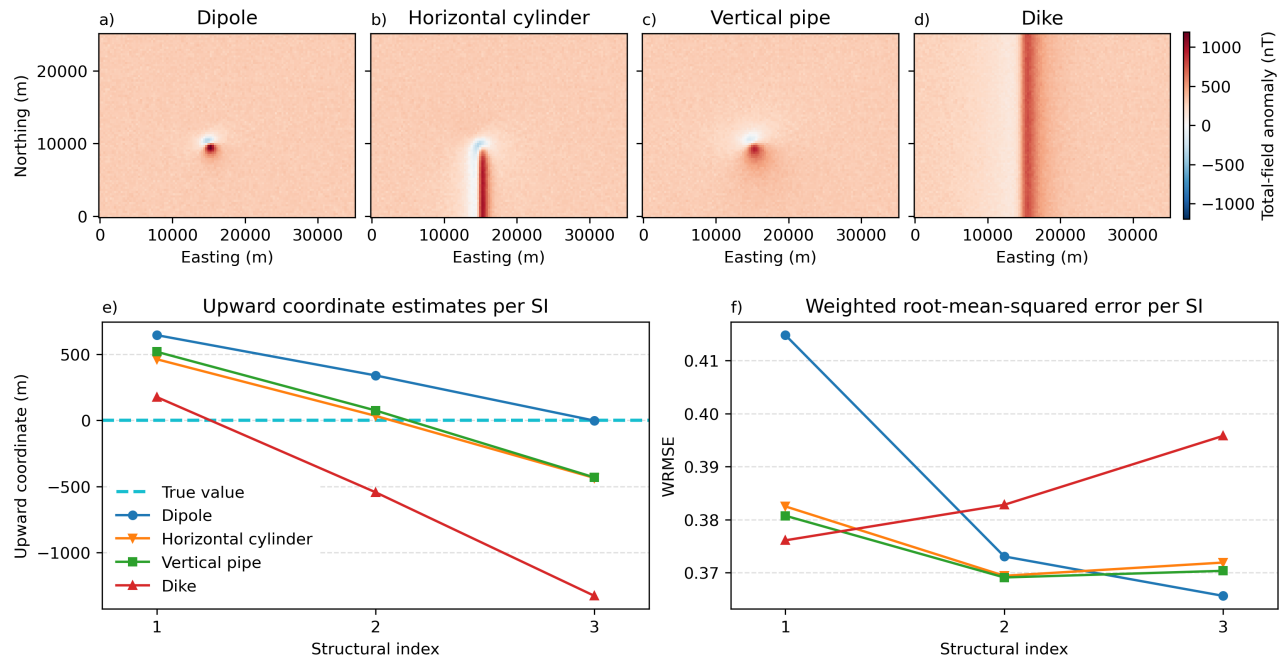 a) Dipole
b) Horizontal cylinder
c) Vertical pipe
d) Dike
Northing (m)
20000
10000
0
0 10000 20000 30000
Easting (m)
0 10000 20000 30000
Easting (m)
0 10000 20000 30000
Easting (m)
0 10000 20000 30000
Easting (m)
1000
500
0
−500
−1000
Total-field anomaly (nT)
e) Upward coordinate estimates per SI
Upward coordinate (m)
500
0
−500
−1000
True value
Dipole
Horizontal cylinder
Vertical pipe
Dike
1 2 3
Structural index
f) Weighted root-mean-squared error per SI
WRMSE
0.41
0.40
0.39
0.38
0.37
1 2 3
Structural index